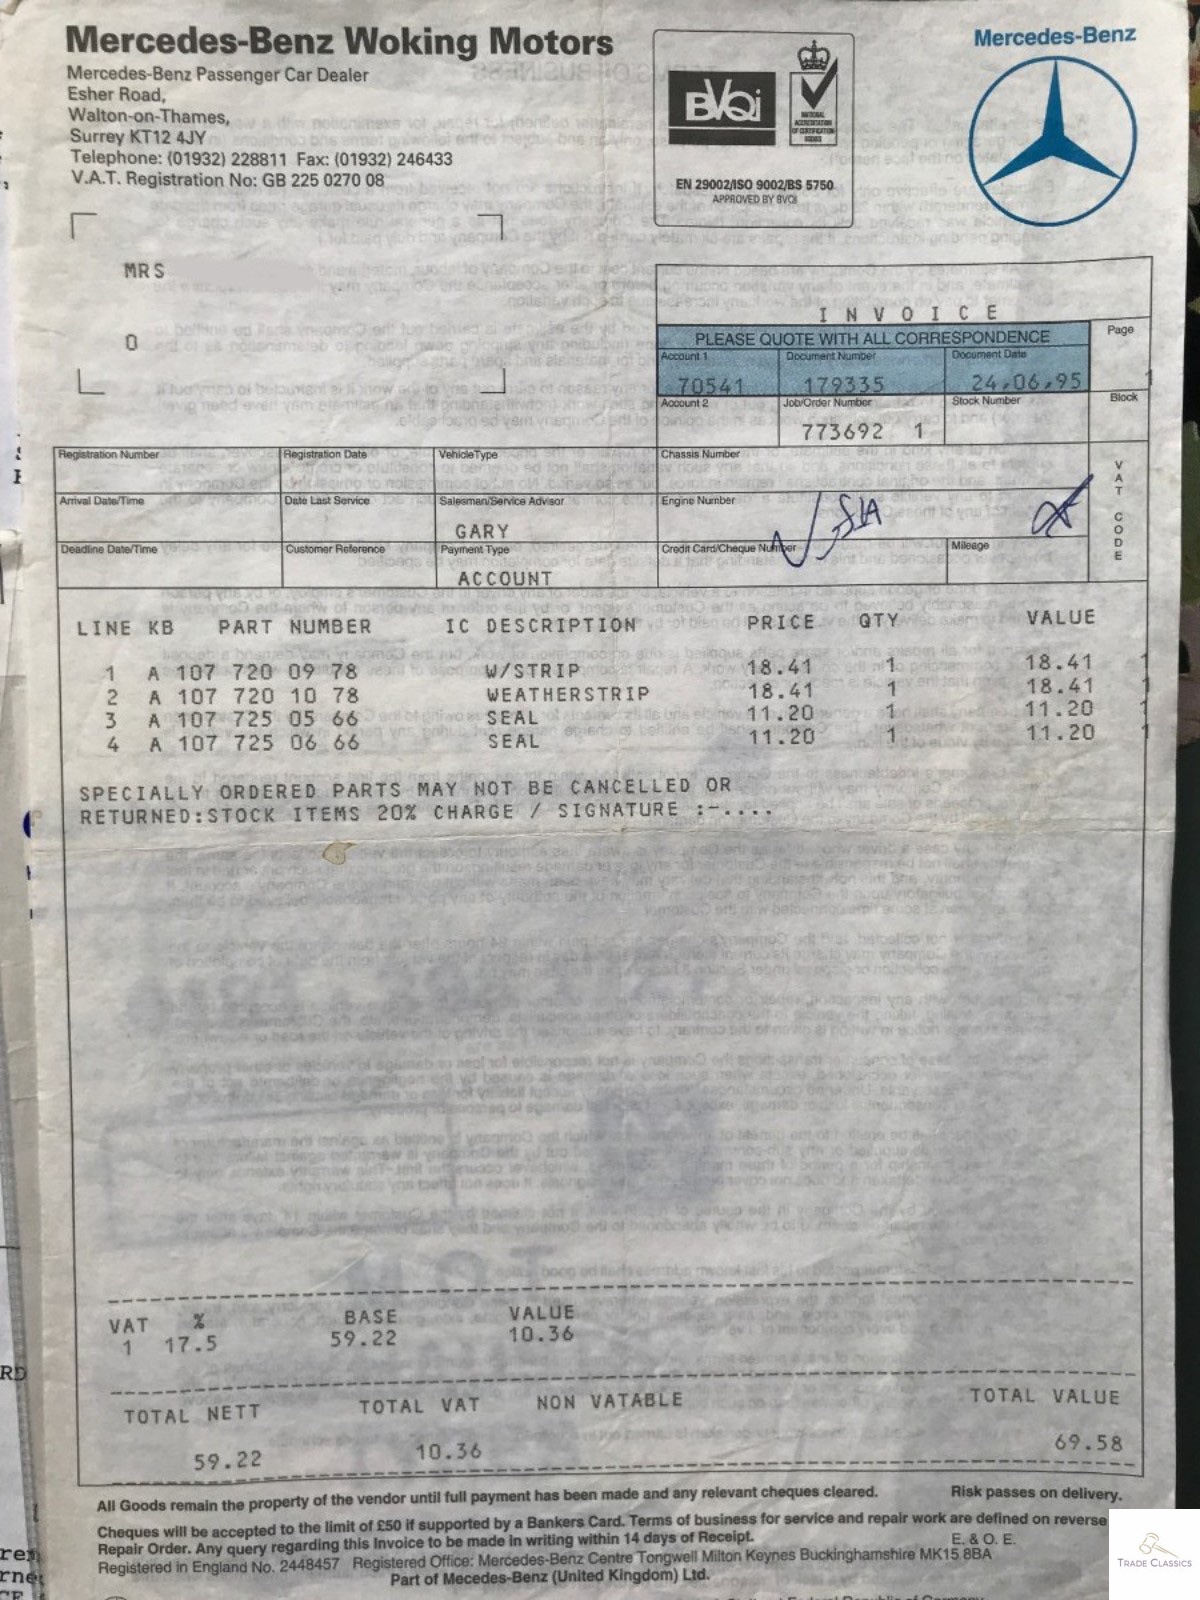 Mercedes-Benz Woking Motors
Mercedes-Benz Passenger Car Dealer
Esher Road,
Walton-on-Thames,
Surrey KT12 4JY
Telephone: (01932) 228811 Fax: (01932) 246433
V.A.T. Registration No: GB 225 0270 08
BVQi
NATIONAL ACCREDITATION OF CERTIFICATION BODIES
EN 29002/ISO 9002/BS 5750
APPROVED BY BVQI
Mercedes-Benz
MRS
0
INVOICE
PLEASE QUOTE WITH ALL CORRESPONDENCE
Page
Account 1 Document Number Document Date
70541 179335 24,06,95 1
Account 2 Job/Order Number Stock Number Block
773692 1
Registration Number Registration Date Vehicle Type Chassis Number
VAT CODE
Arrival Date/Time Date Last Service Salesman/Service Advisor Engine Number
GARY
Deadline Date/Time Customer Reference Payment Type Credit Card/Cheque Number Mileage
ACCOUNT
LINE KB PART NUMBER IC DESCRIPTION PRICE QTY VALUE
1 A 107 720 09 78 W/STRIP 18.41 1 18.41 1
2 A 107 720 10 78 WEATHERSTRIP 18.41 1 18.41 1
3 A 107 725 05 66 SEAL 11.20 1 11.20 1
4 A 107 725 06 66 SEAL 11.20 1 11.20 1
SPECIALLY ORDERED PARTS MAY NOT BE CANCELLED OR
RETURNED:STOCK ITEMS 20% CHARGE / SIGNATURE :-....
VAT % BASE VALUE
1 17.5 59.22 10.36
TOTAL NETT TOTAL VAT NON VATABLE TOTAL VALUE
59.22 10.36 69.58
All Goods remain the property of the vendor until full payment has been made and any relevant cheques cleared. Risk passes on delivery.
Cheques will be accepted to the limit of £50 if supported by a Bankers Card. Terms of business for service and repair work are defined on reverse
Repair Order. Any query regarding this Invoice to be made in writing within 14 days of Receipt. E. & O. E.
Registered in England No. 2448457 Registered Office: Mercedes-Benz Centre Tongwell Milton Keynes Buckinghamshire MK15 8BA
Part of Mecedes-Benz (United Kingdom) Ltd.
TRADE CLASSICS